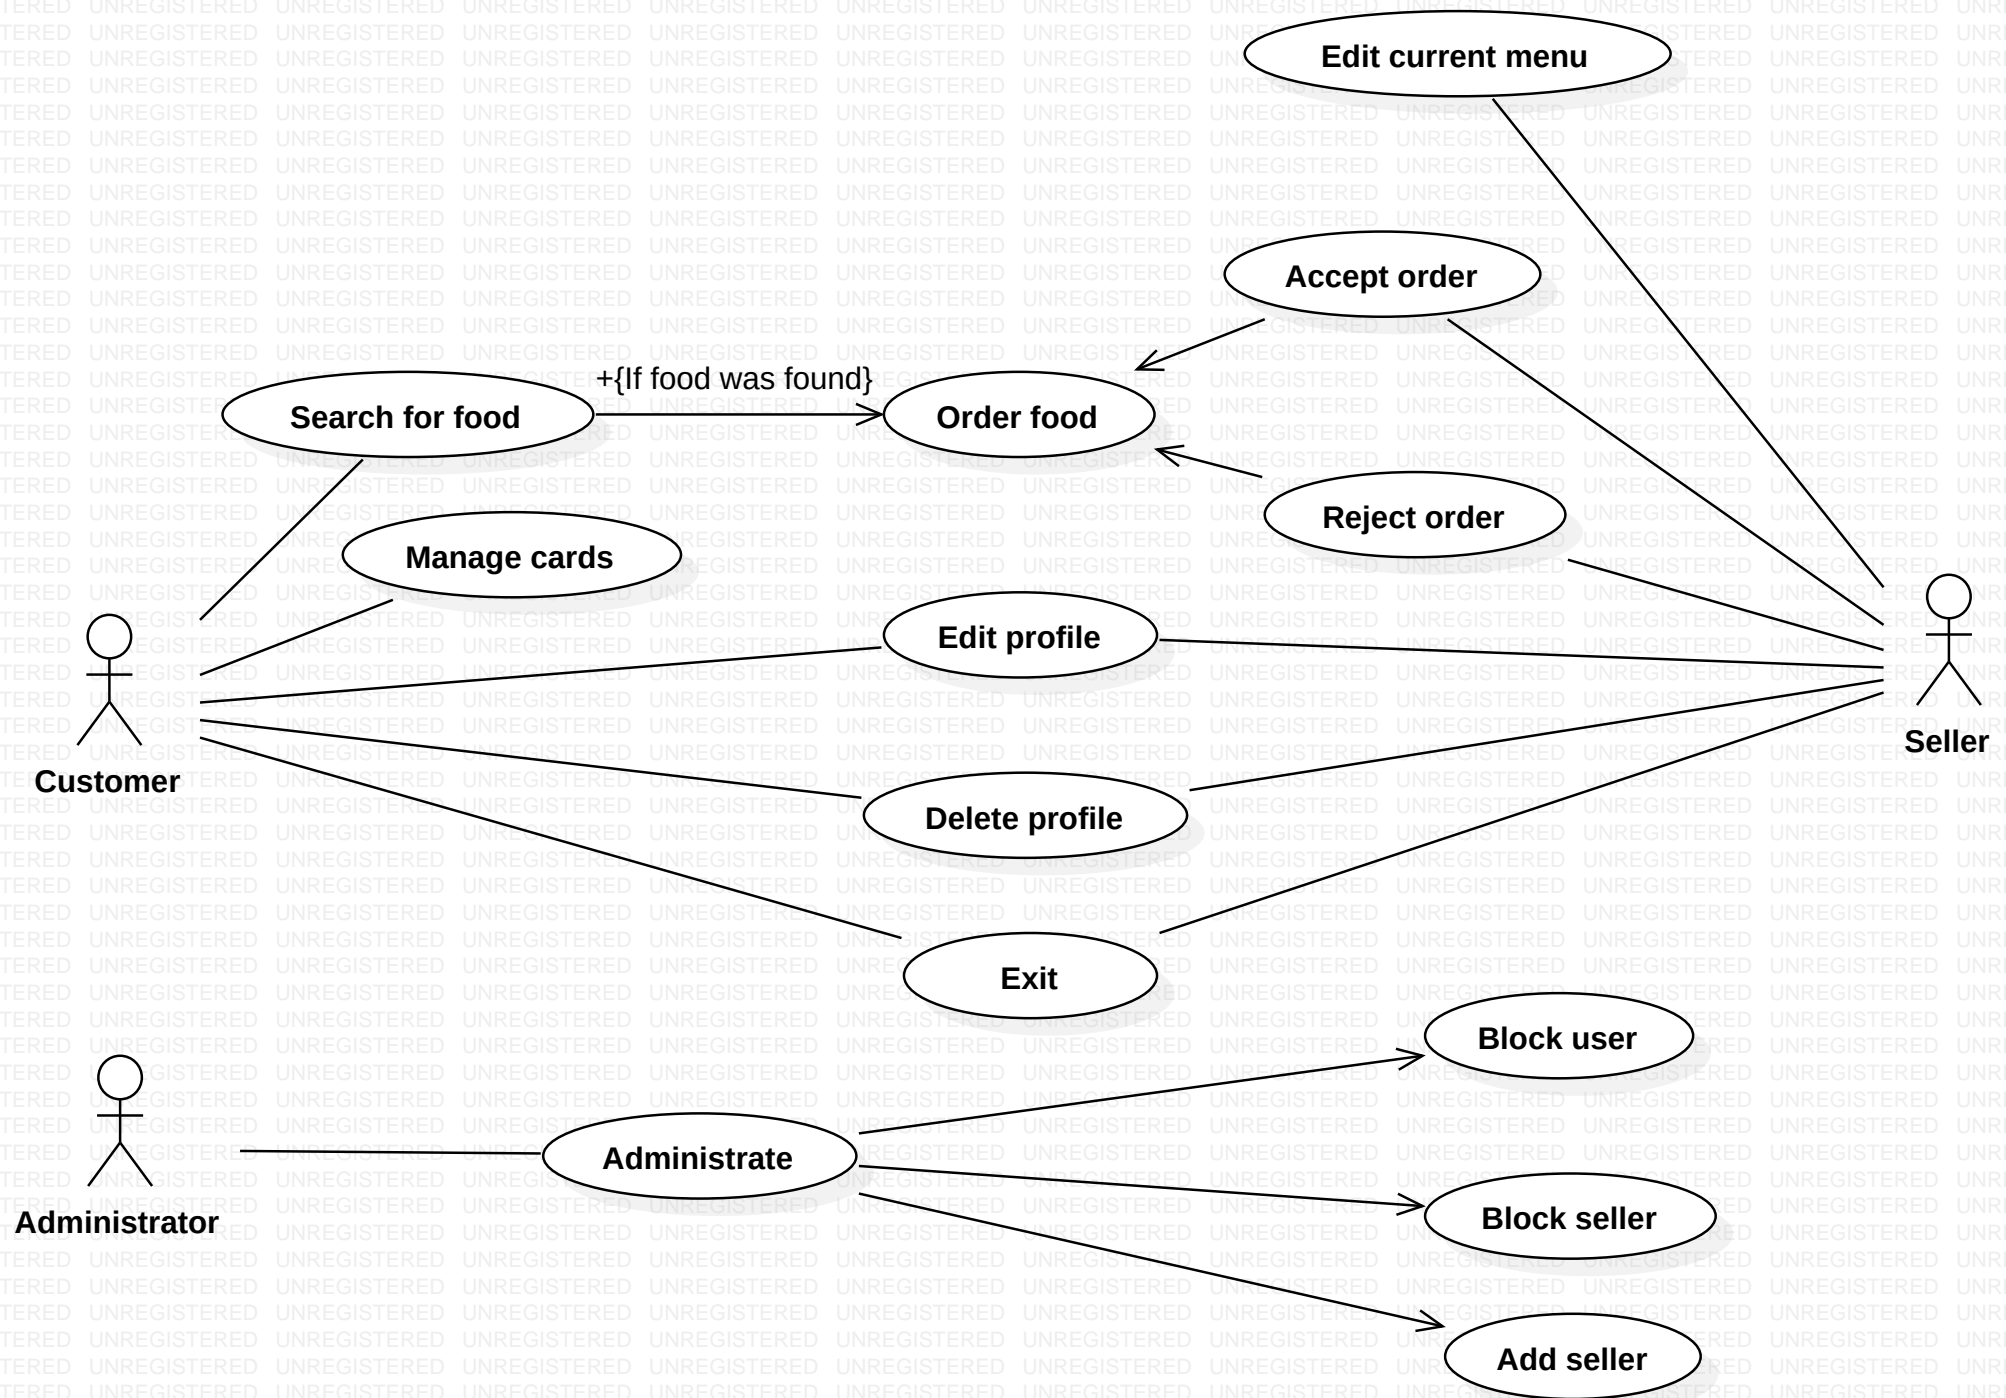 Edit current menu
Accept order
+{If food was found}
Search for food
Order food
Reject order
Manage cards
Edit profile
Customer
Seller
Delete profile
Exit
Block user
Administrate
Administrator
Block seller
Add seller
UNREGISTERED